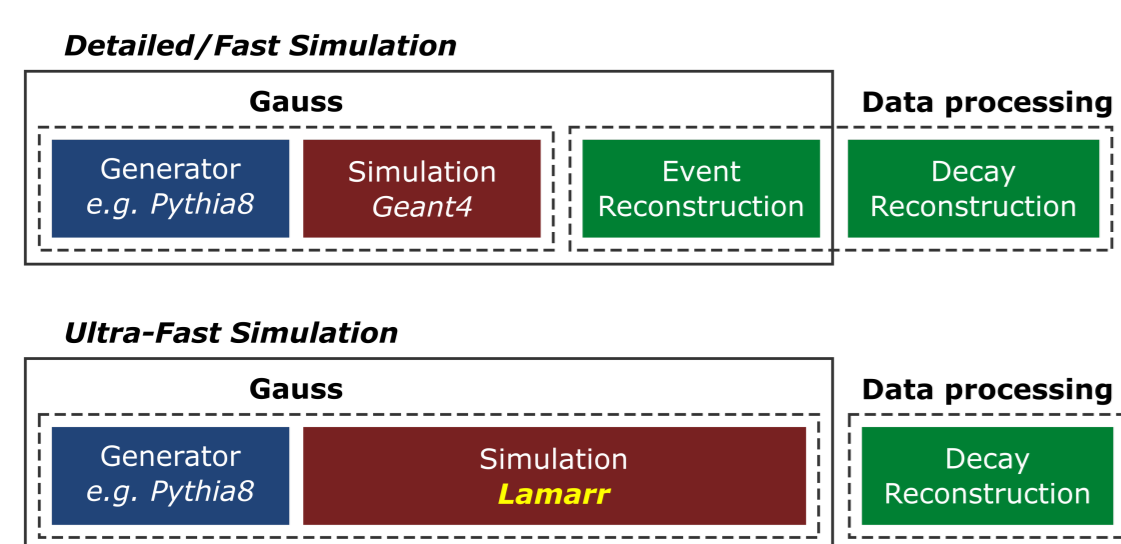 Detailed/Fast Simulation
Gauss
Data processing
Generator
e.g. Pythia8
Simulation
Geant4
Event
Reconstruction
Decay
Reconstruction
Ultra-Fast Simulation
Gauss
Data processing
Generator
e.g. Pythia8
Simulation
Lamarr
Decay
Reconstruction